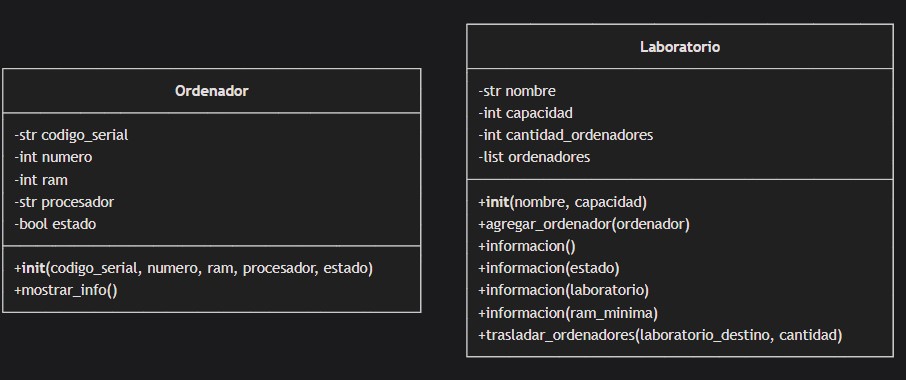 Ordenador
-str codigo_serial
-int numero
-int ram
-str procesador
-bool estado
+init(codigo_serial, numero, ram, procesador, estado)
+mostrar_info()
Laboratorio
-str nombre
-int capacidad
-int cantidad_ordenadores
-list ordenadores
+init(nombre, capacidad)
+agregar_ordenador(ordenador)
+informacion()
+informacion(estado)
+informacion(laboratorio)
+informacion(ram_minima)
+trasladar_ordenadores(laboratorio_destino, cantidad)